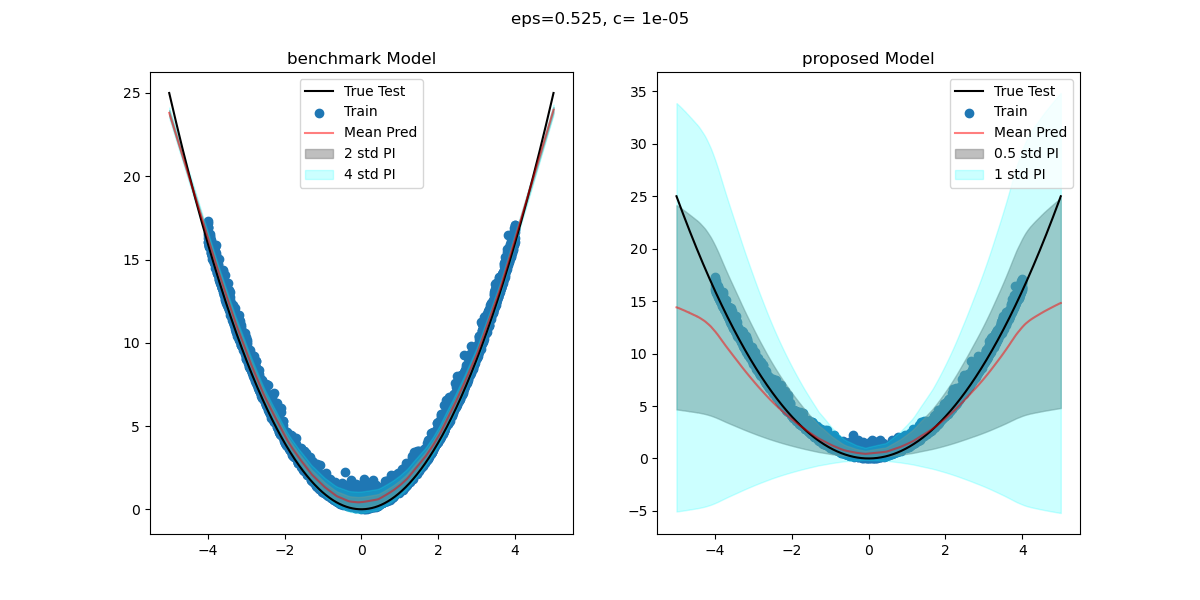 eps=0.525, c= 1e-05
benchmark Model
True Test
Train
Mean Pred
2 std PI
4 std PI
25
20
15
10
5
0
−4
−2
0
2
4
proposed Model
True Test
Train
Mean Pred
0.5 std PI
1 std PI
35
30
25
20
15
10
5
0
−5
−4
−2
0
2
4